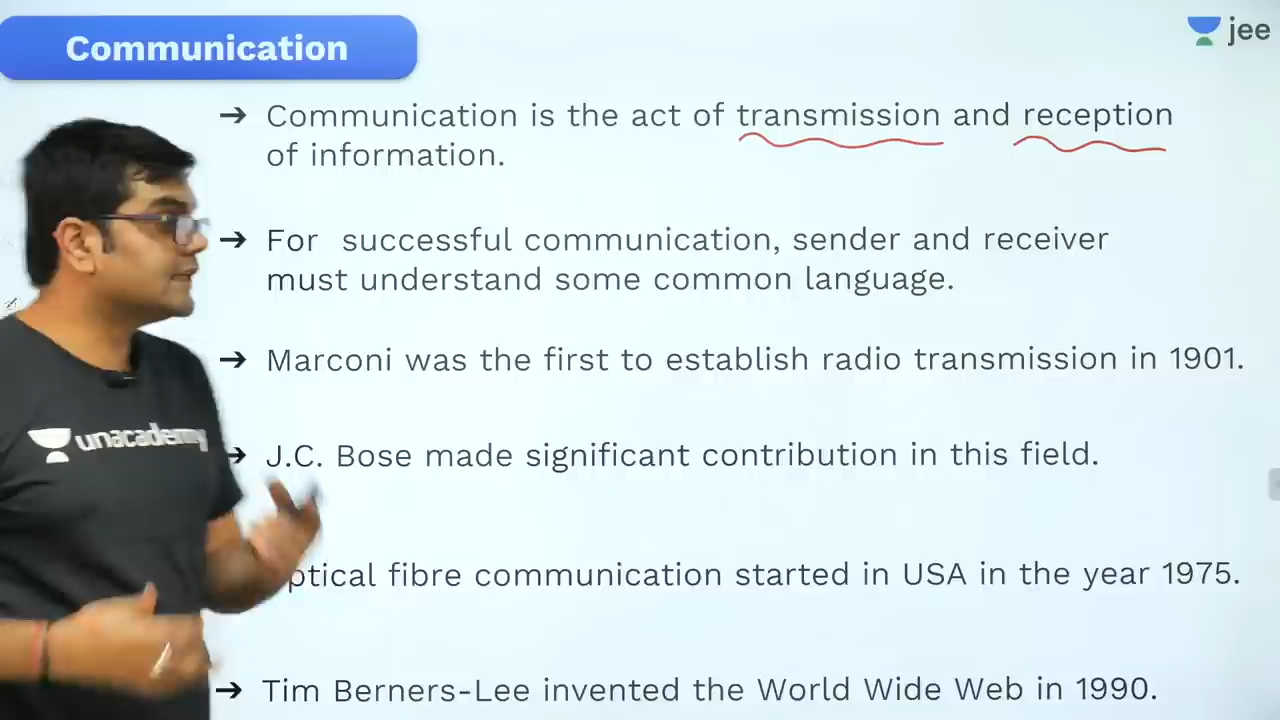 Communication
jee
→ Communication is the act of transmission and reception
of information.
→ For successful communication, sender and receiver
must understand some common language.
→ Marconi was the first to establish radio transmission in 1901.
→ J.C. Bose made significant contribution in this field.
unacademy
ptical fibre communication started in USA in the year 1975.
→ Tim Berners-Lee invented the World Wide Web in 1990.